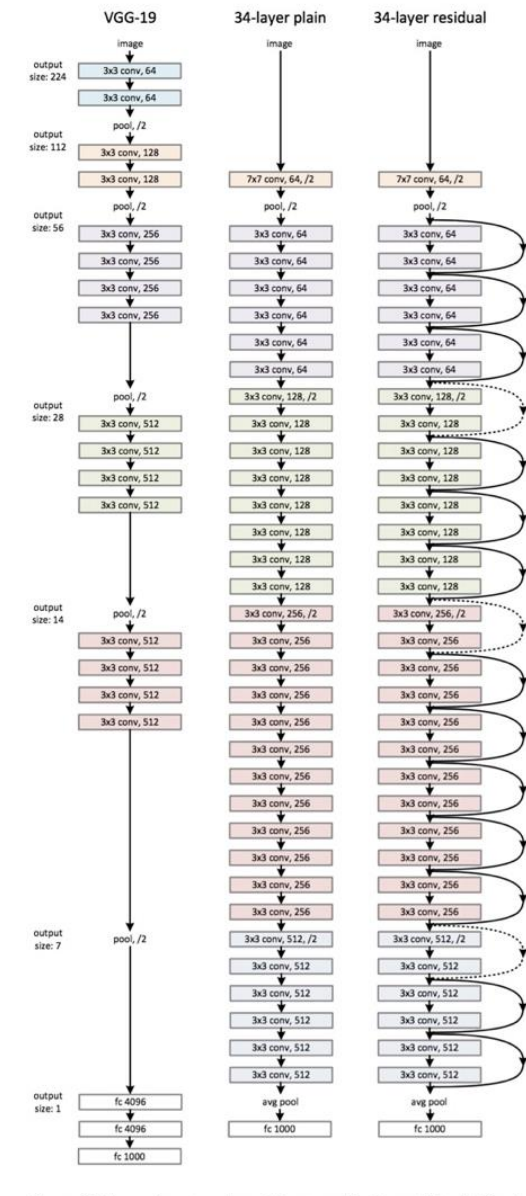 output
size: 224
output
size: 112
output
size: 56
output
size: 28
output
size: 14
output
size: 7
output
size: 1
VGG-19
image
3x3 conv, 64
3x3 conv, 64
pool, /2
3x3 conv, 128
3x3 conv, 128
pool, /2
3x3 conv, 256
3x3 conv, 256
3x3 conv, 256
3x3 conv, 256
pool, /2
3x3 conv, 512
3x3 conv, 512
3x3 conv, 512
3x3 conv, 512
pool, /2
3x3 conv, 512
3x3 conv, 512
3x3 conv, 512
3x3 conv, 512
pool, /2
fc 4096
fc 4096
fc 1000
34-layer plain
image
7x7 conv, 64, /2
pool, /2
3x3 conv, 64
3x3 conv, 64
3x3 conv, 64
3x3 conv, 64
3x3 conv, 64
3x3 conv, 64
3x3 conv, 128, /2
3x3 conv, 128
3x3 conv, 128
3x3 conv, 128
3x3 conv, 128
3x3 conv, 128
3x3 conv, 128
3x3 conv, 128
3x3 conv, 256, /2
3x3 conv, 256
3x3 conv, 256
3x3 conv, 256
3x3 conv, 256
3x3 conv, 256
3x3 conv, 256
3x3 conv, 256
3x3 conv, 256
3x3 conv, 256
3x3 conv, 256
3x3 conv, 256
3x3 conv, 512, /2
3x3 conv, 512
3x3 conv, 512
3x3 conv, 512
3x3 conv, 512
3x3 conv, 512
avg pool
fc 1000
34-layer residual
image
7x7 conv, 64, /2
pool, /2
3x3 conv, 64
3x3 conv, 64
3x3 conv, 64
3x3 conv, 64
3x3 conv, 64
3x3 conv, 64
3x3 conv, 128, /2
3x3 conv, 128
3x3 conv, 128
3x3 conv, 128
3x3 conv, 128
3x3 conv, 128
3x3 conv, 128
3x3 conv, 128
3x3 conv, 256, /2
3x3 conv, 256
3x3 conv, 256
3x3 conv, 256
3x3 conv, 256
3x3 conv, 256
3x3 conv, 256
3x3 conv, 256
3x3 conv, 256
3x3 conv, 256
3x3 conv, 256
3x3 conv, 256
3x3 conv, 512, /2
3x3 conv, 512
3x3 conv, 512
3x3 conv, 512
3x3 conv, 512
3x3 conv, 512
avg pool
fc 1000